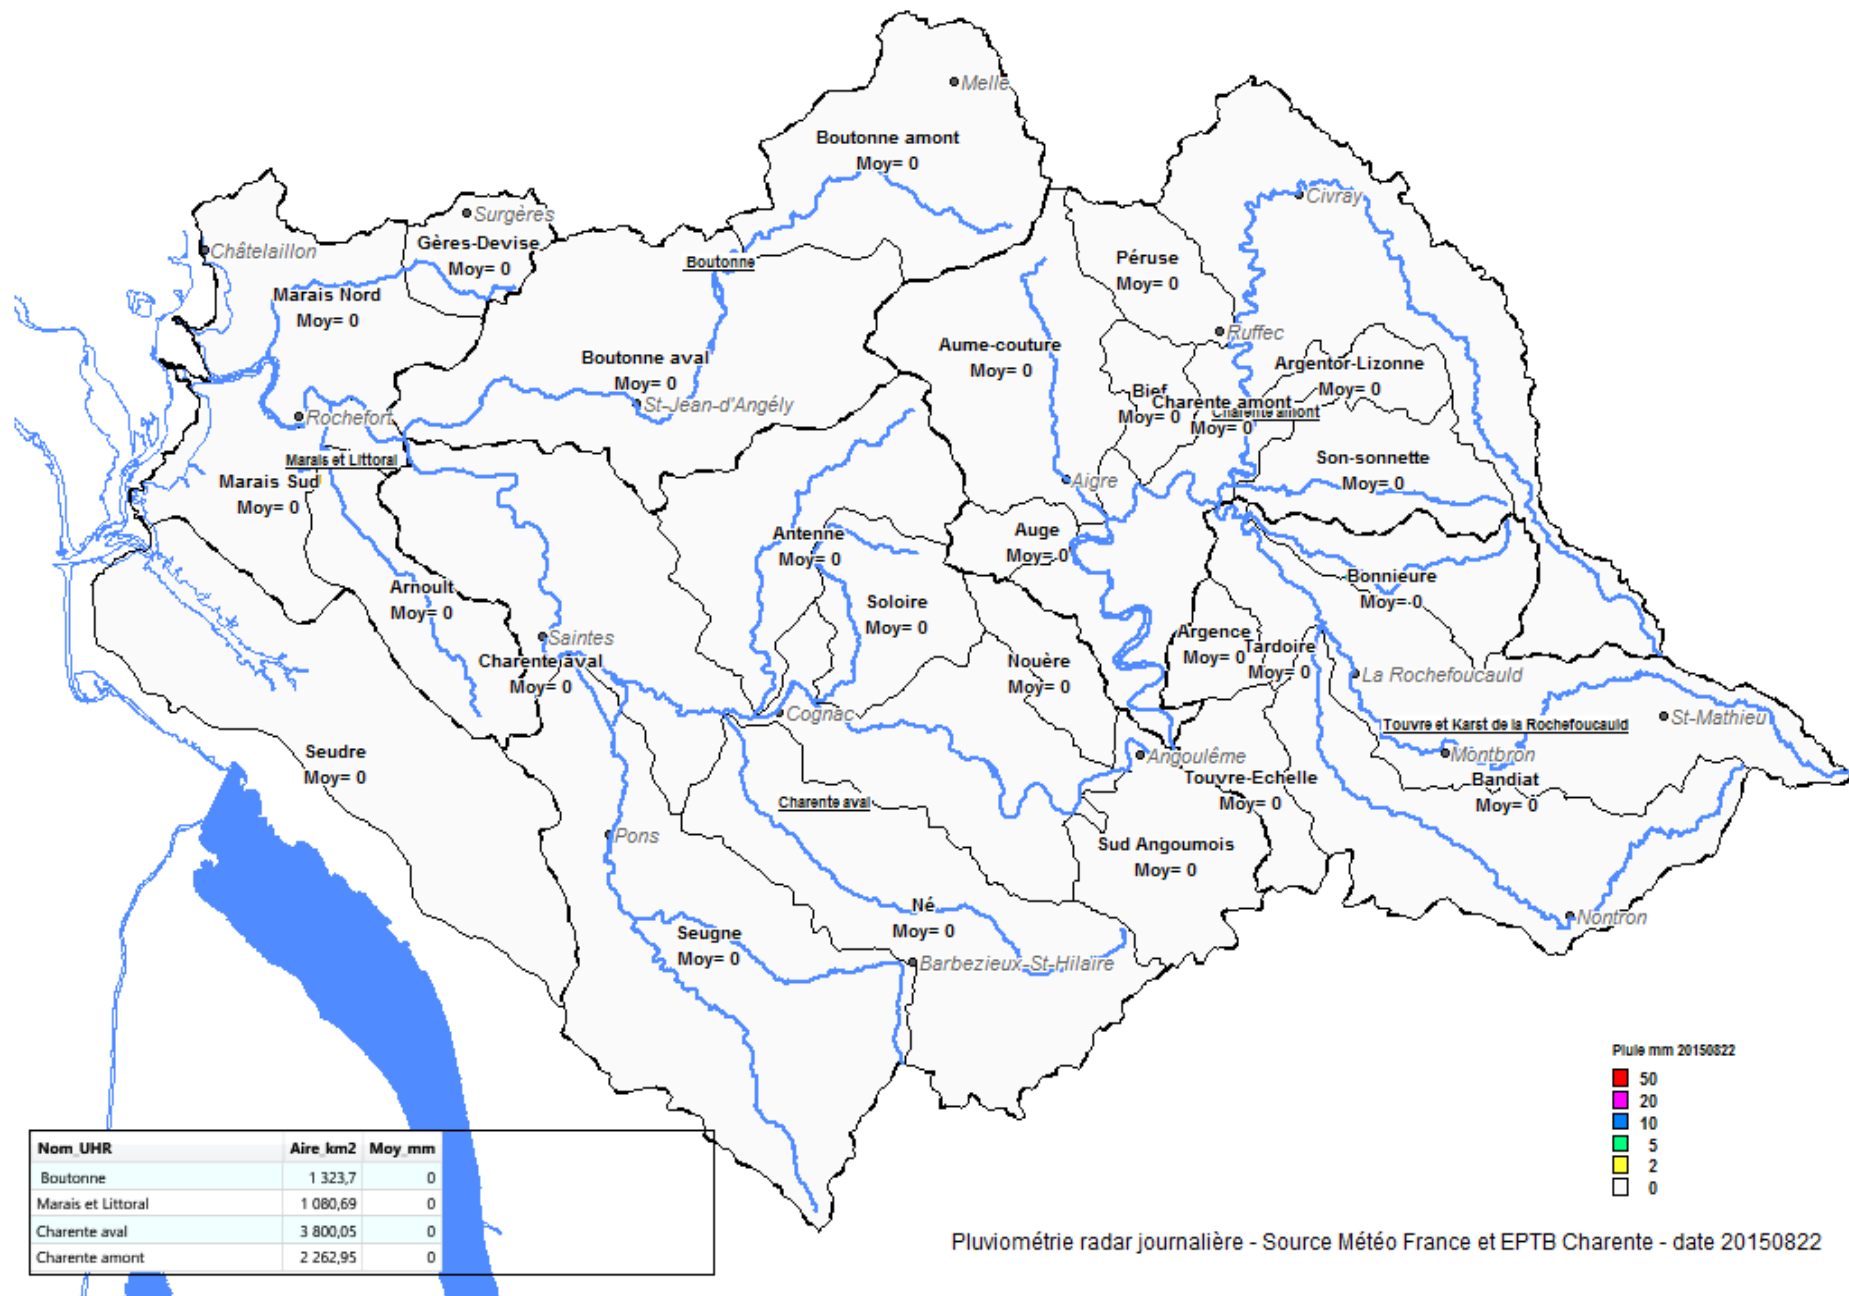 Melle
Boutonne amont
Moy= 0
Civray
Surgères
Châtelaillon
Gères-Devise
Moy= 0
Boutonne
Péruse
Moy= 0
Marais Nord
Moy= 0
Ruffec
Boutonne aval
Moy= 0
Aume-couture
Moy= 0
Argentor-Lizonne
Moy= 0
Bief
Moy= 0
Charente amont
Moy= 0
Charente amont
St-Jean-d'Angély
Rochefort
Marais et Littoral
Marais Sud
Moy= 0
Son-sonnette
Moy= 0
Aigre
Antenne
Moy= 0
Auge
Moy= 0
Arnoult
Moy= 0
Bonnieure
Moy= 0
Soloire
Moy= 0
Saintes
Charente aval
Moy= 0
Nouère
Moy= 0
Argence
Moy= 0
Tardoire
Moy= 0
La Rochefoucauld
Cognac
Touvre et Karst de la Rochefoucauld
St-Mathieu
Seudre
Moy= 0
Angoulême
Montbron
Touvre-Echelle
Moy= 0
Bandiat
Moy= 0
Charente aval
Pons
Sud Angoumois
Moy= 0
Né
Moy= 0
Nontron
Seugne
Moy= 0
Barbezieux-St-Hilaire
Pluie mm 20150822
50
20
10
5
2
0
Nom_UHR Aire_km2 Moy_mm
Boutonne 1 323,7 0
Marais et Littoral 1 080,69 0
Charente aval 3 800,05 0
Charente amont 2 262,95 0
Pluviométrie radar journalière - Source Météo France et EPTB Charente - date 20150822